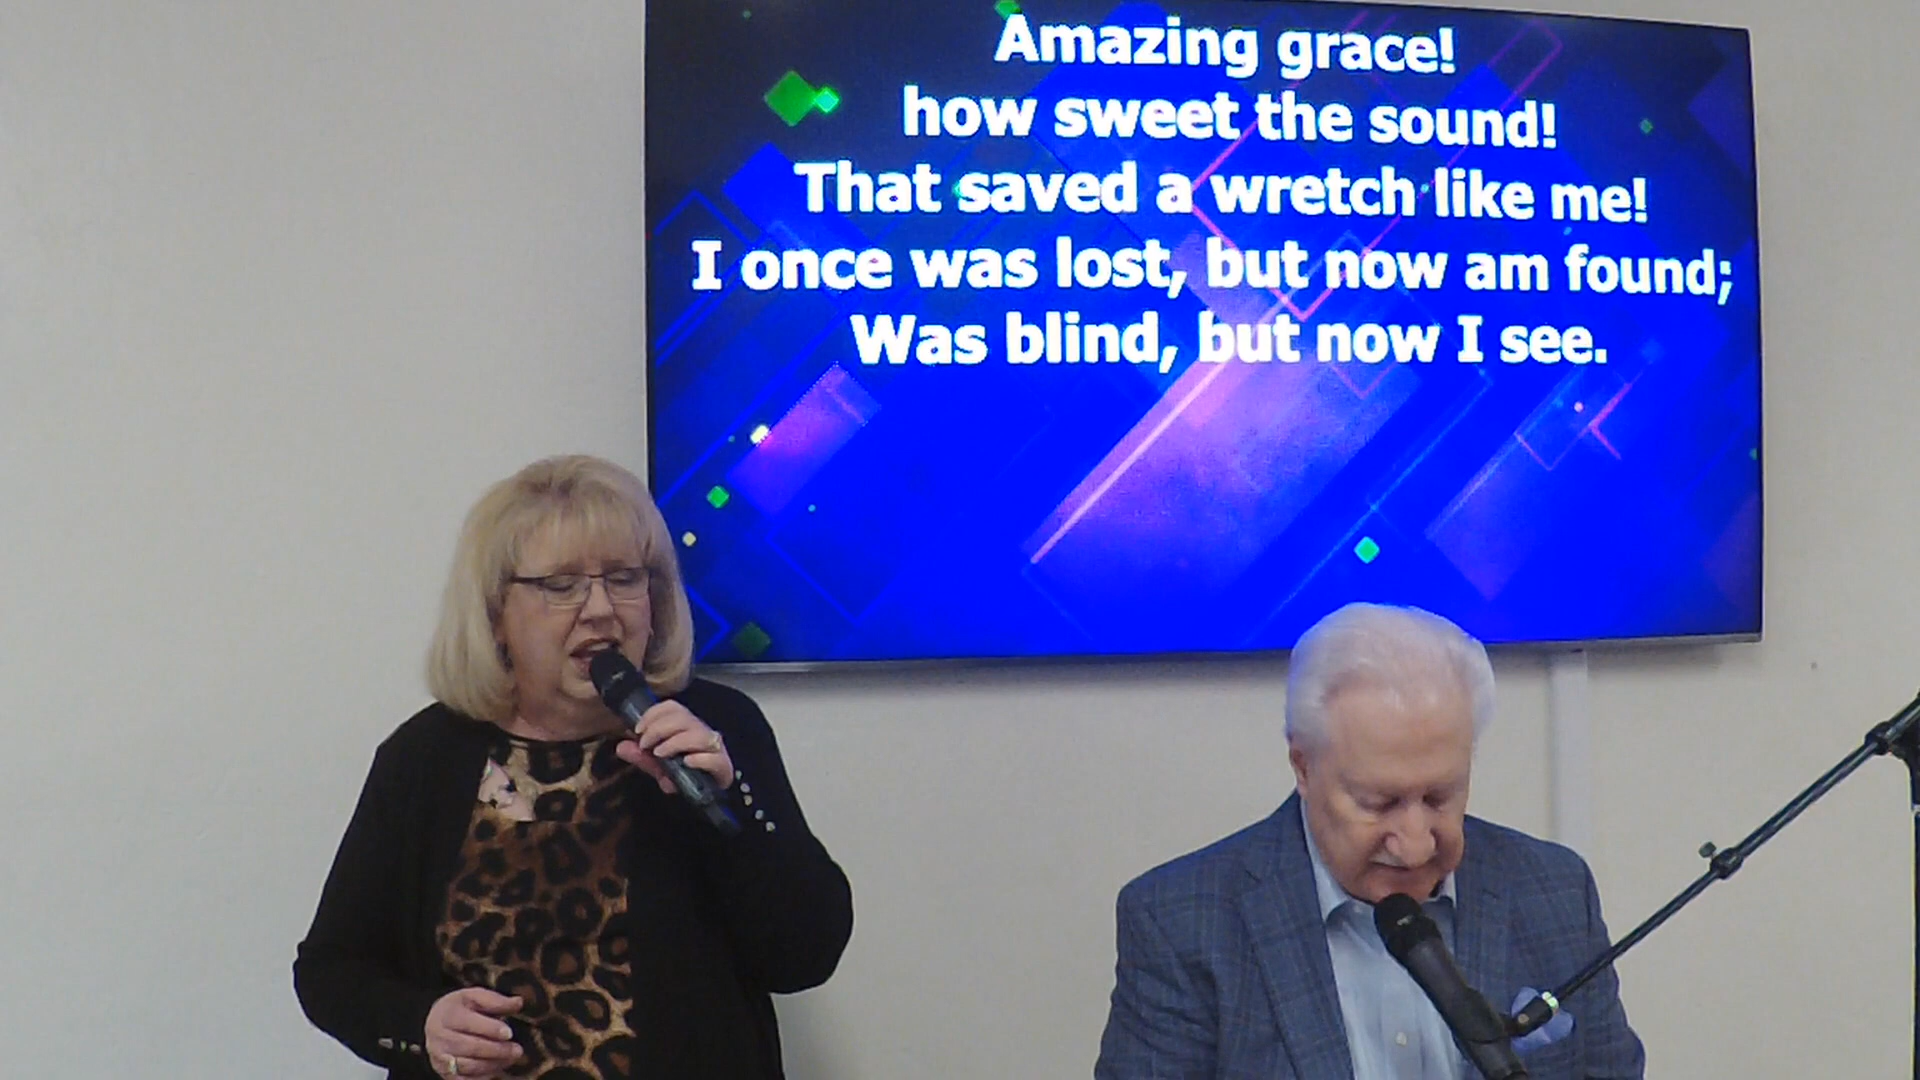 Amazing grace!
how sweet the sound!
That saved a wretch like me!
I once was lost, but now am found;
Was blind, but now I see.